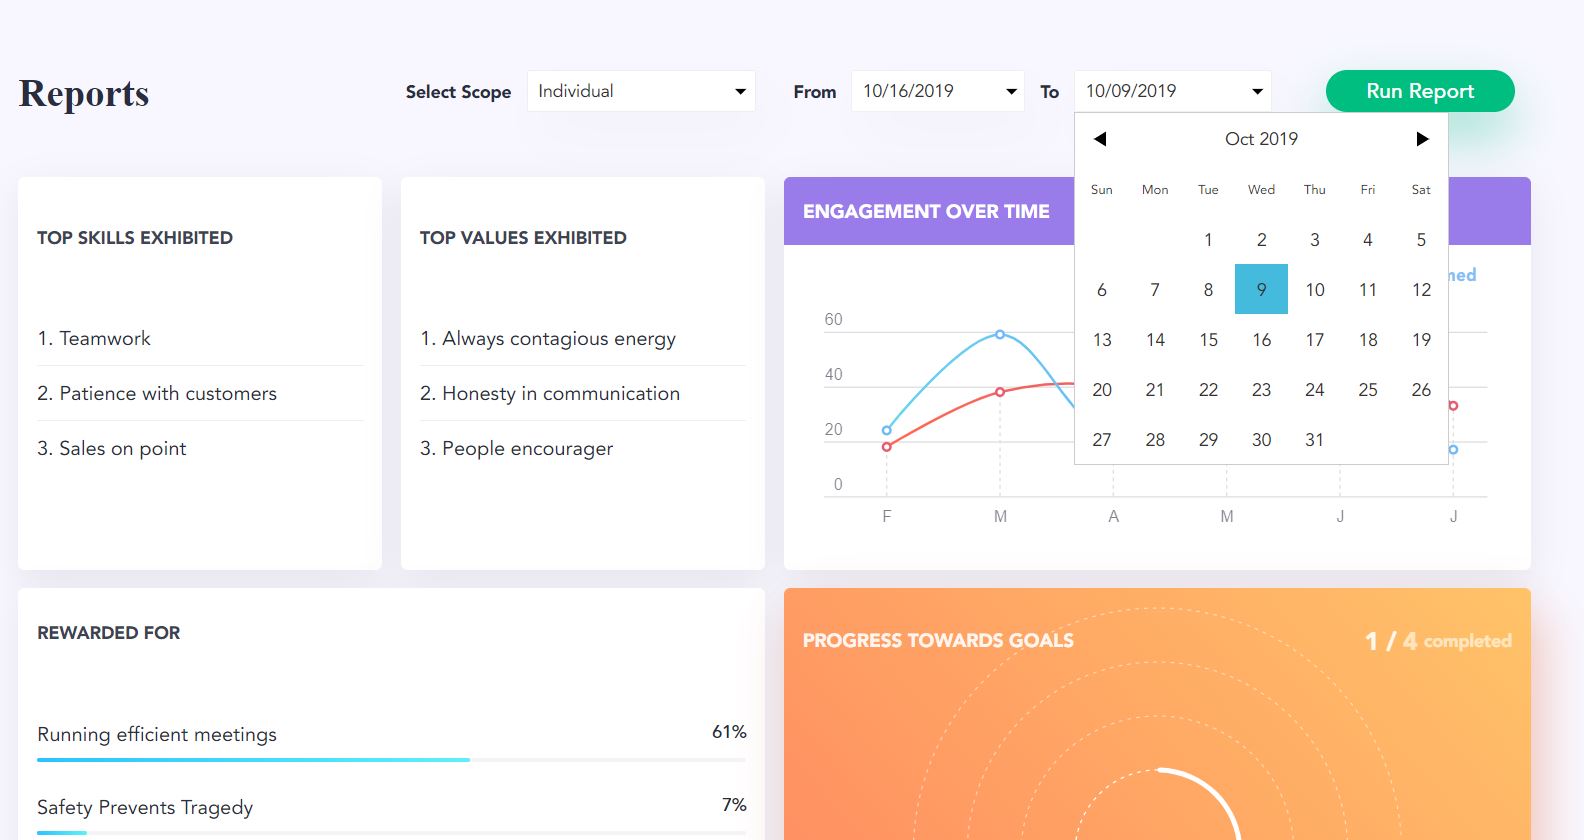 Reports
Select Scope Individual From 10/16/2019 To 10/09/2019 Run Report
Oct 2019
Sun Mon Tue Wed Thu Fri Sat
1 2 3 4 5
6 7 8 9 10 11 12
13 14 15 16 17 18 19
20 21 22 23 24 25 26
27 28 29 30 31
TOP SKILLS EXHIBITED
1. Teamwork
2. Patience with customers
3. Sales on point
TOP VALUES EXHIBITED
1. Always contagious energy
2. Honesty in communication
3. People encourager
ENGAGEMENT OVER TIME
60
40
20
0
F M A M J J
REWARDED FOR
Running efficient meetings 61%
Safety Prevents Tragedy 7%
PROGRESS TOWARDS GOALS 1 / 4 completed